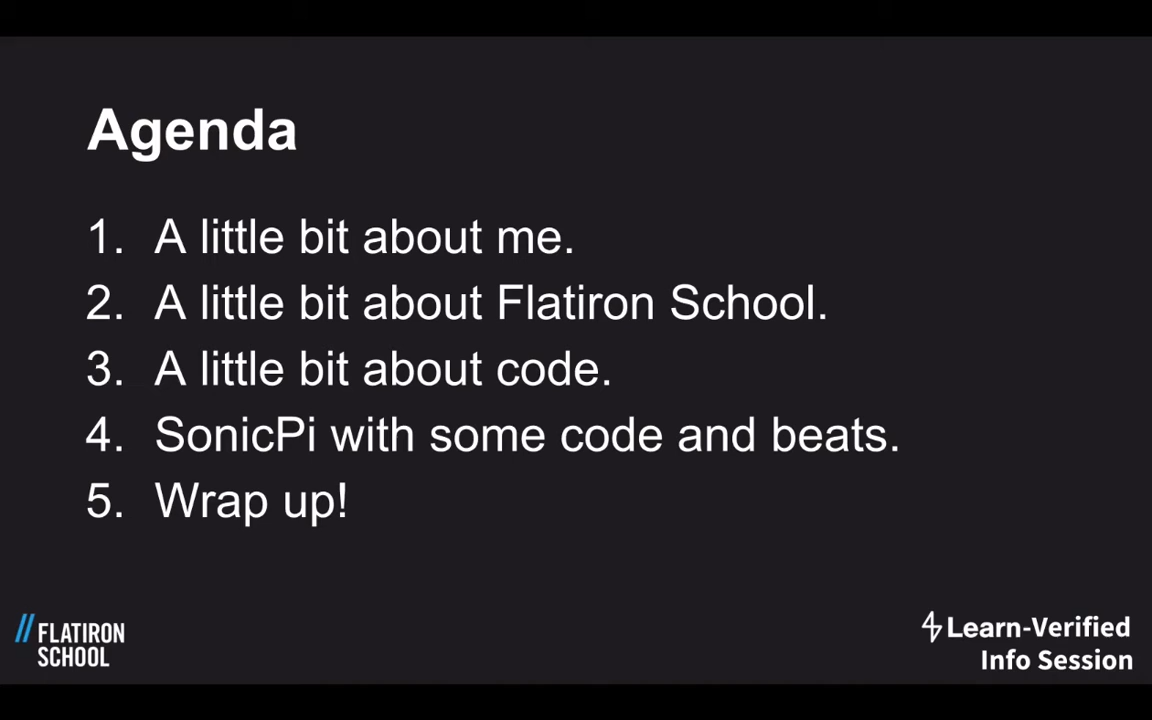 Agenda
1. A little bit about me.
2. A little bit about Flatiron School.
3. A little bit about code.
4. SonicPi with some code and beats.
5. Wrap up!
// FLATIRON
SCHOOL
Learn-Verified
Info Session